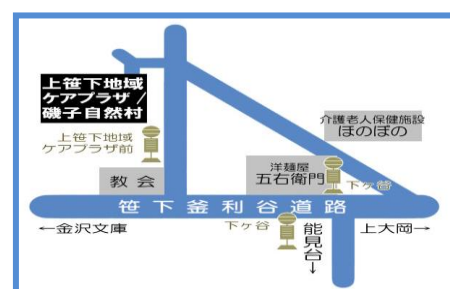 上笹下地域
ケアプラザ/
磯子自然村
上笹下地域
ケアプラザ前
介護老人保健施設
ほのぼの
洋麺屋
五右衛門
教会
下ケ谷
笹下釜利谷道路
←金沢文庫
下ケ谷
能見台→
上大岡→